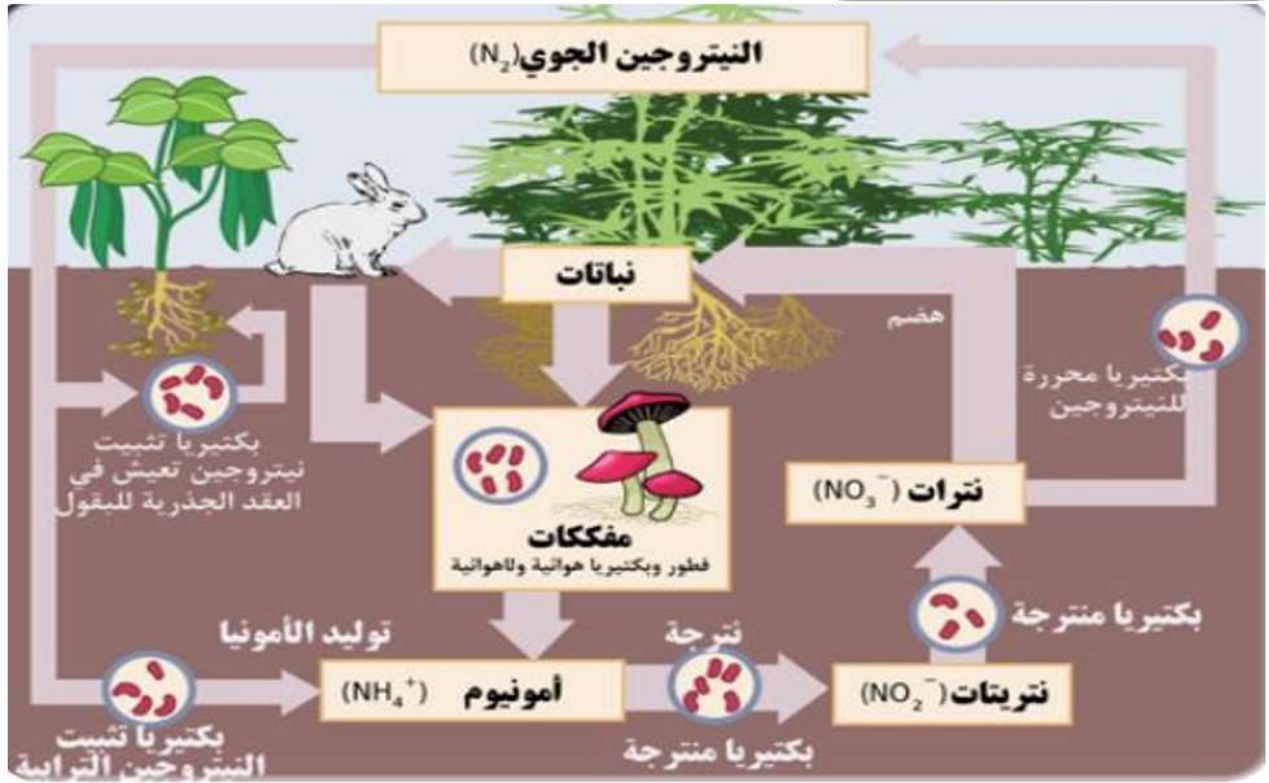 النيتروجين الجوي (N₂)
نباتات
هضم
بكتيريا محررة
للنيتروجين
بكتيريا تثبيت
نيتروجين تعيش في
العقد الجذرية للبقول
نترات (NO₃⁻)
مفككات
فطور وبكتيريا هوائية ولاهوائية
بكتيريا منترجة
نترجة
توليد الأمونيا
أمونيوم (NH₄⁺)
نتريتات (NO₂⁻)
بكتيريا منترجة
بكتيريا تثبيت
النيتروجين الترابية